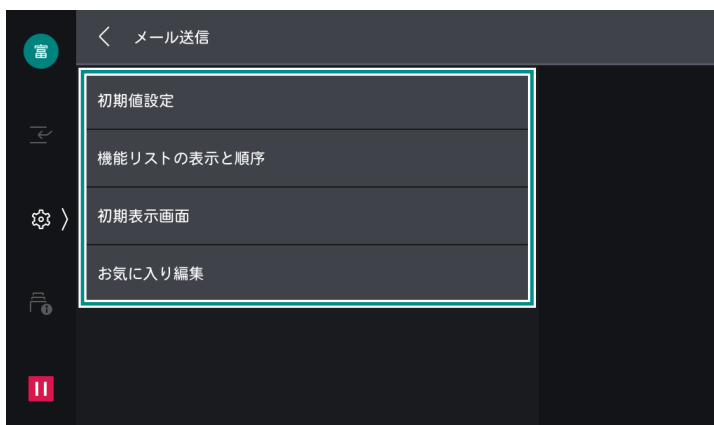 富
メール送信
初期値設定
機能リストの表示と順序
初期表示画面
お気に入り編集